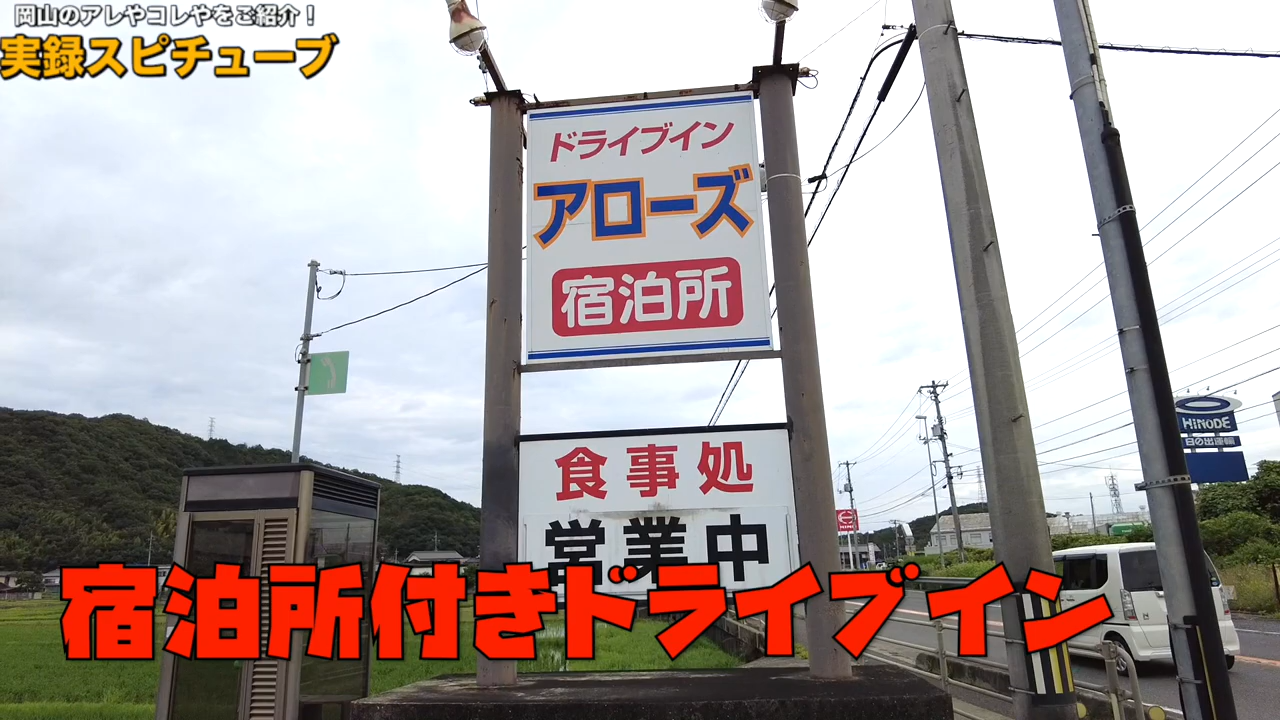 岡山のアレやコレやをご紹介！
実録スピチューブ
ドライブイン
アローズ
宿泊所
食事処
営業中
HINODE
日の出運輸
HINO
宿泊所付きドライブイン